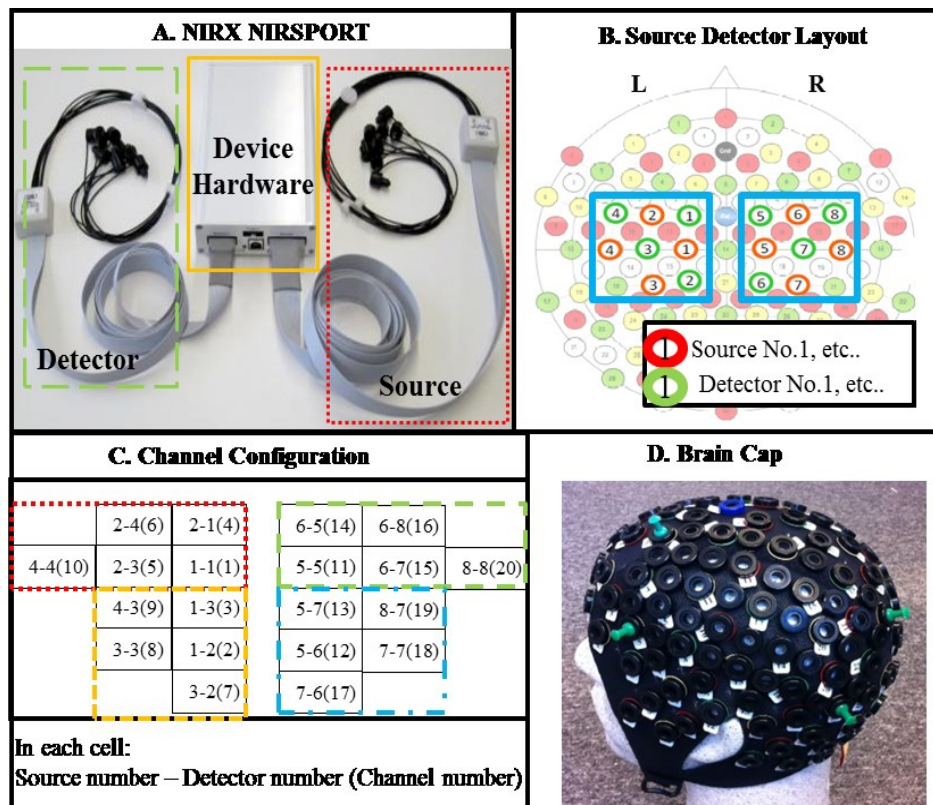 A. NIRX NIRSPORT
Device
Hardware
Detector
Source
B. Source Detector Layout
L R
Gnd
4 2 1 5 6 8
4 3 1 5 7 8
3 2 6 7
1 Source No.1, etc..
1 Detector No.1, etc..
C. Channel Configuration
2-4(6) 2-1(4) 6-5(14) 6-8(16)
4-4(10) 2-3(5) 1-1(1) 5-5(11) 6-7(15) 8-8(20)
4-3(9) 1-3(3) 5-7(13) 8-7(19)
3-3(8) 1-2(2) 5-6(12) 7-7(18)
3-2(7) 7-6(17)
In each cell:
Source number – Detector number (Channel number)
D. Brain Cap